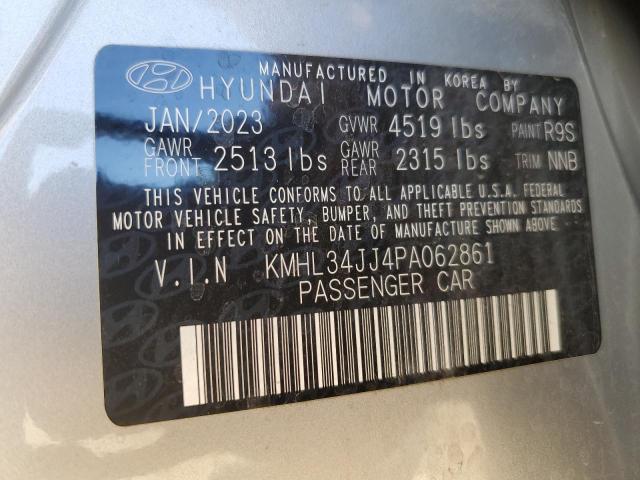 MANUFACTURED IN KOREA BY
HYUNDAI MOTOR COMPANY
JAN/2023 GVWR 4519 lbs PAINT R9S
GAWR FRONT 2513 lbs GAWR REAR 2315 lbs TRIM NNB
THIS VEHICLE CONFORMS TO ALL APPLICABLE U.S.A. FEDERAL
MOTOR VEHICLE SAFETY, BUMPER, AND THEFT PREVENTION STANDARDS
IN EFFECT ON THE DATE OF MANUFACTURE SHOWN ABOVE.
V.I.N KMHL34JJ4PA062861
PASSENGER CAR